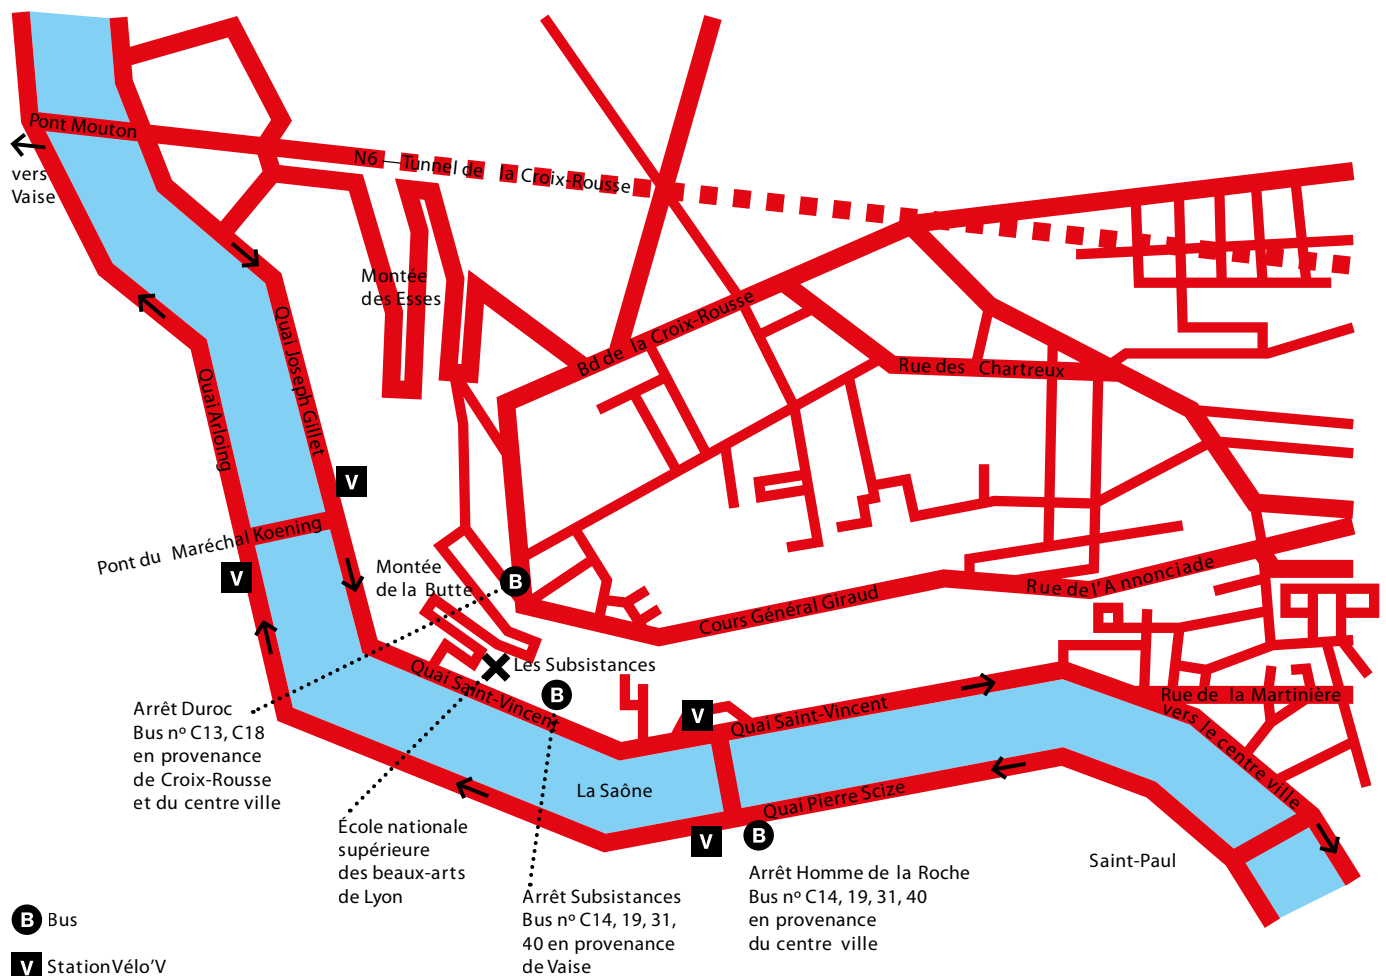 Pont Mouton
vers
Vaise
N6—Tunnel de la Croix-Rousse
Montée
des Esses
Quai Joseph Gillet
Quai Arloing
Bd de la Croix-Rousse
Rue des Chartreux
V
Pont du Maréchal Koening
V
Montée
de la Butte
B
Cours Général Giraud
Rue de l'Annonciade
Les Subsistances
Quai Saint-Vincent
B
V
Quai Saint-Vincent
Rue de la Martinière
vers le centre ville
Arrêt Duroc
Bus nº C13, C18
en provenance
de Croix-Rousse
et du centre ville
La Saône
Quai Pierre Scize
V
B
École nationale
supérieure
des beaux-arts
de Lyon
Arrêt Subsistances
Bus nº C14, 19, 31,
40 en provenance
de Vaise
Arrêt Homme de la Roche
Bus nº C14, 19, 31, 40
en provenance
du centre ville
Saint-Paul
B Bus
V Station Vélo'V